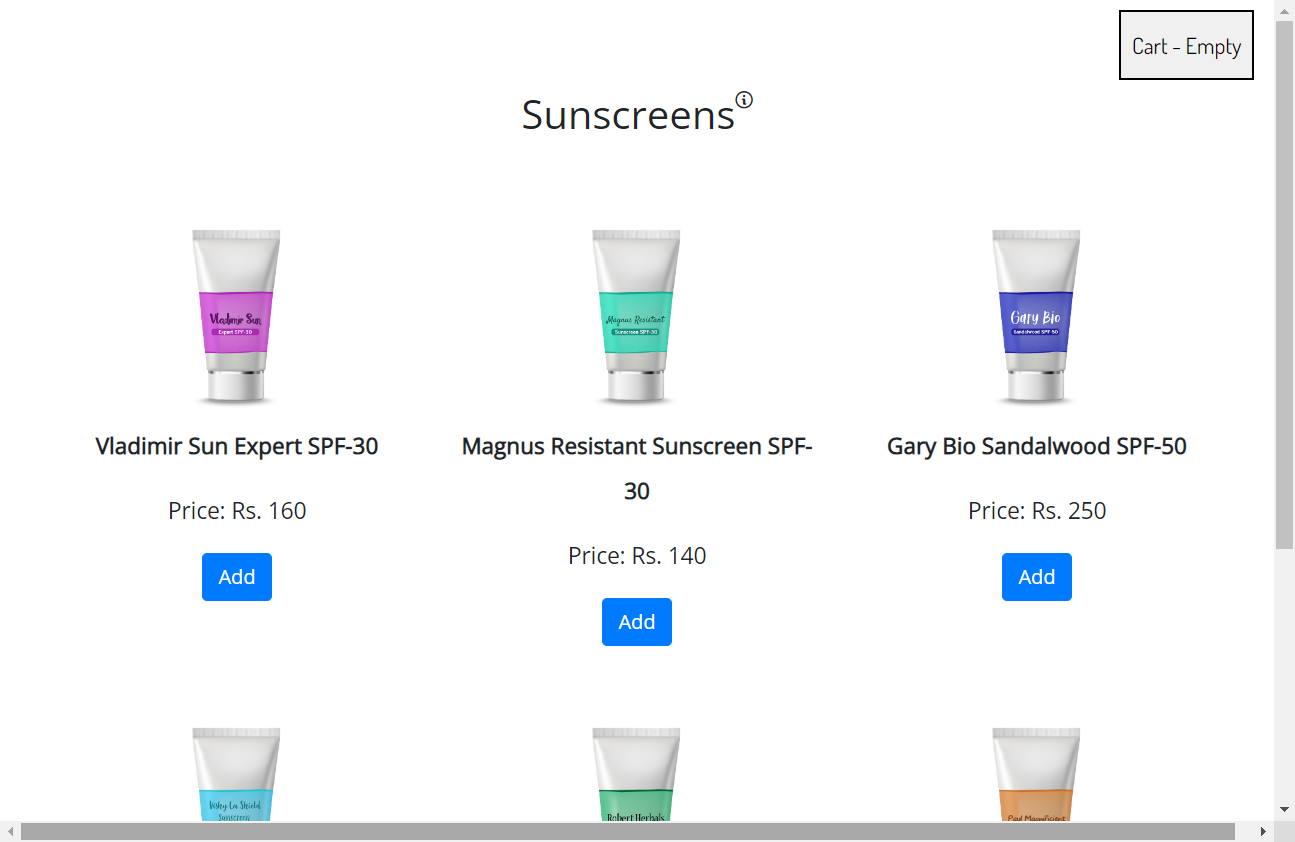 Cart - Empty
Sunscreens
Vladimir Sun
Expert SPF-30
Magnus Resistant
Sunscreen SPF-30
Gary Bio
Sandalwood SPF-50
Vladimir Sun Expert SPF-30
Price: Rs. 160
Add
Magnus Resistant Sunscreen SPF-
30
Price: Rs. 140
Add
Gary Bio Sandalwood SPF-50
Price: Rs. 250
Add
Vishy La Shield
Sunscreen
Robert Herbals